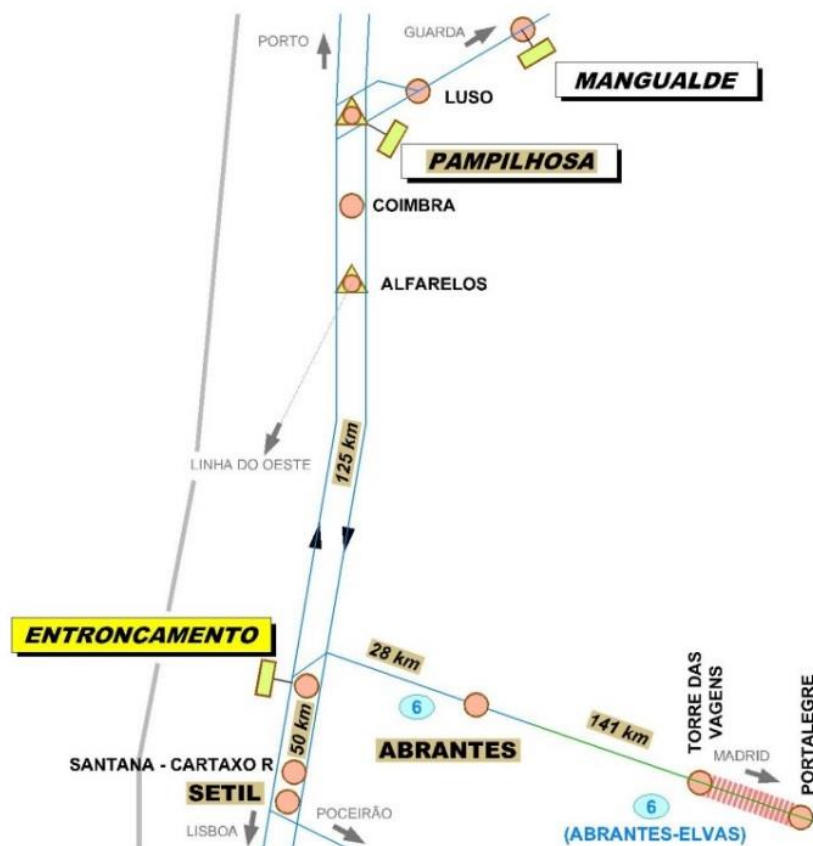 PORTO
GUARDA
MANGUALDE
LUSO
PAMPILHOSA
COIMBRA
ALFARELOS
LINHA DO OESTE
125 km
ENTRONCAMENTO
28 km
6
ABRANTES
50 km
141 km
TORRE DAS
VAGENS
MADRID
PORTALEGRE
SANTANA - CARTAXO R
SETIL
LISBOA
POCEIRÃO
6
(ABRANTES-ELVAS)